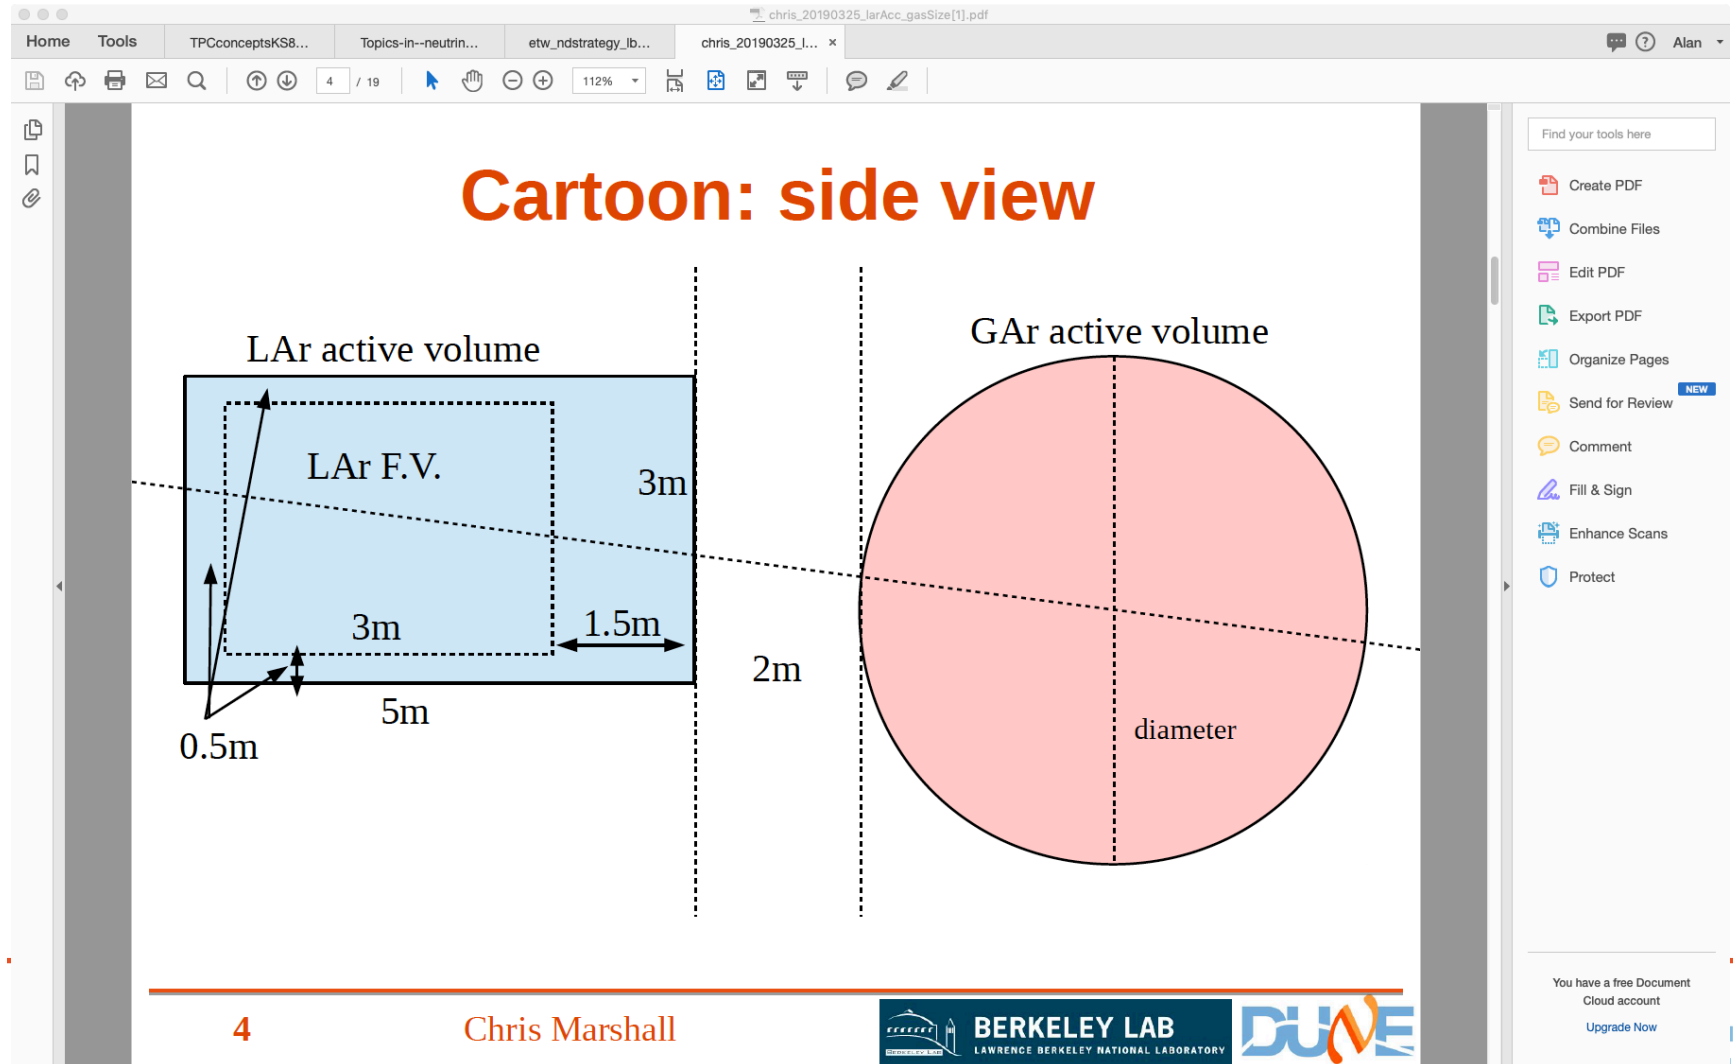 chris_20190325_larAcc_gasSize[1].pdf
Home Tools TPCconceptsKS8... Topics-in--neutrin... etw_ndstrategy_lb... chris_20190325_l... × ? Alan
4 / 19 112%
Find your tools here
Create PDF
Combine Files
Edit PDF
Export PDF
Organize Pages
NEW
Send for Review
Comment
Fill & Sign
Enhance Scans
Protect
You have a free Document
Cloud account
Upgrade Now
Cartoon: side view
LAr active volume
GAr active volume
LAr F.V.
3m
3m
1.5m
2m
5m
0.5m
diameter
4
Chris Marshall
BERKELEY LAB
BERKELEY LAB
LAWRENCE BERKELEY NATIONAL LABORATORY
DUNE